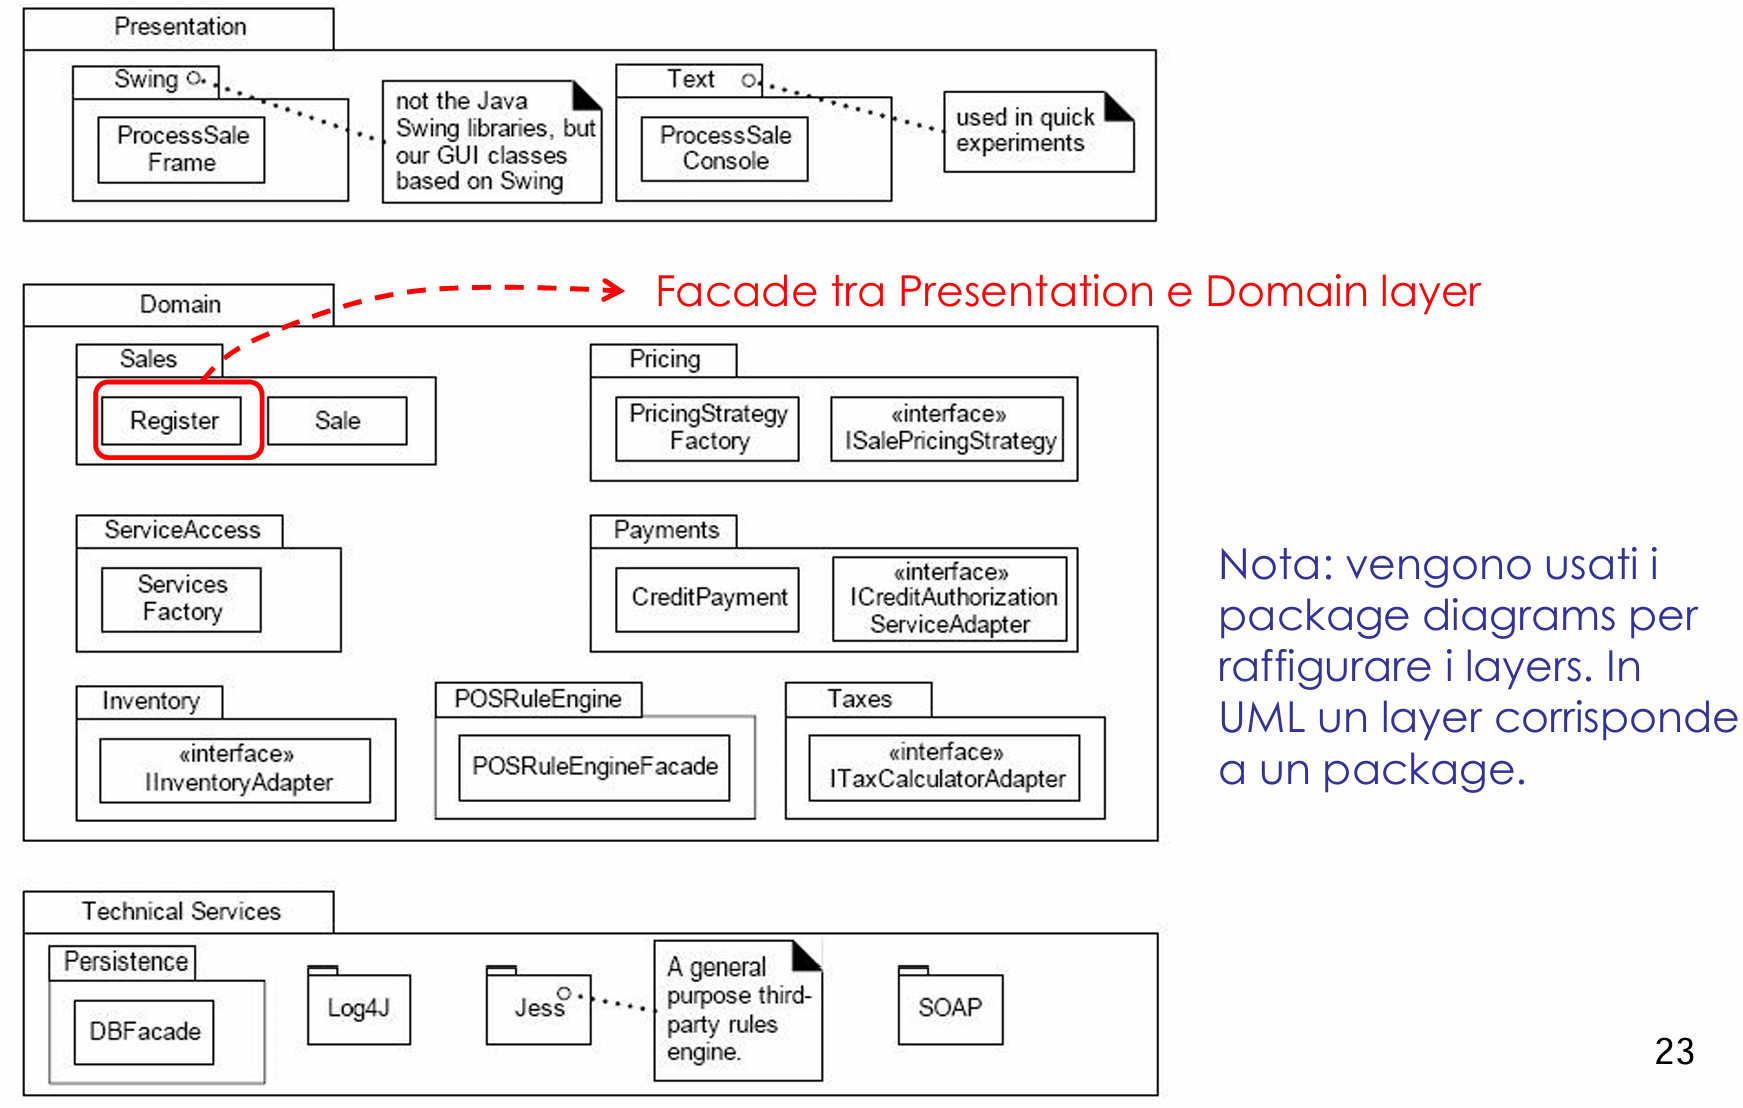 Presentation
Swing
ProcessSale
Frame
not the Java
Swing libraries, but
our GUI classes
based on Swing
Text
ProcessSale
Console
used in quick
experiments
Facade tra Presentation e Domain layer
Domain
Sales
Register
Sale
Pricing
PricingStrategy
Factory
«interface»
ISalePricingStrategy
ServiceAccess
Services
Factory
Payments
CreditPayment
«interface»
ICreditAuthorization
ServiceAdapter
Inventory
«interface»
IInventoryAdapter
POSRuleEngine
POSRuleEngineFacade
Taxes
«interface»
ITaxCalculatorAdapter
Nota: vengono usati i
package diagrams per
raffigurare i layers. In
UML un layer corrisponde
a un package.
Technical Services
Persistence
DBFacade
Log4J
Jess
A general
purpose third-
party rules
engine.
SOAP
23